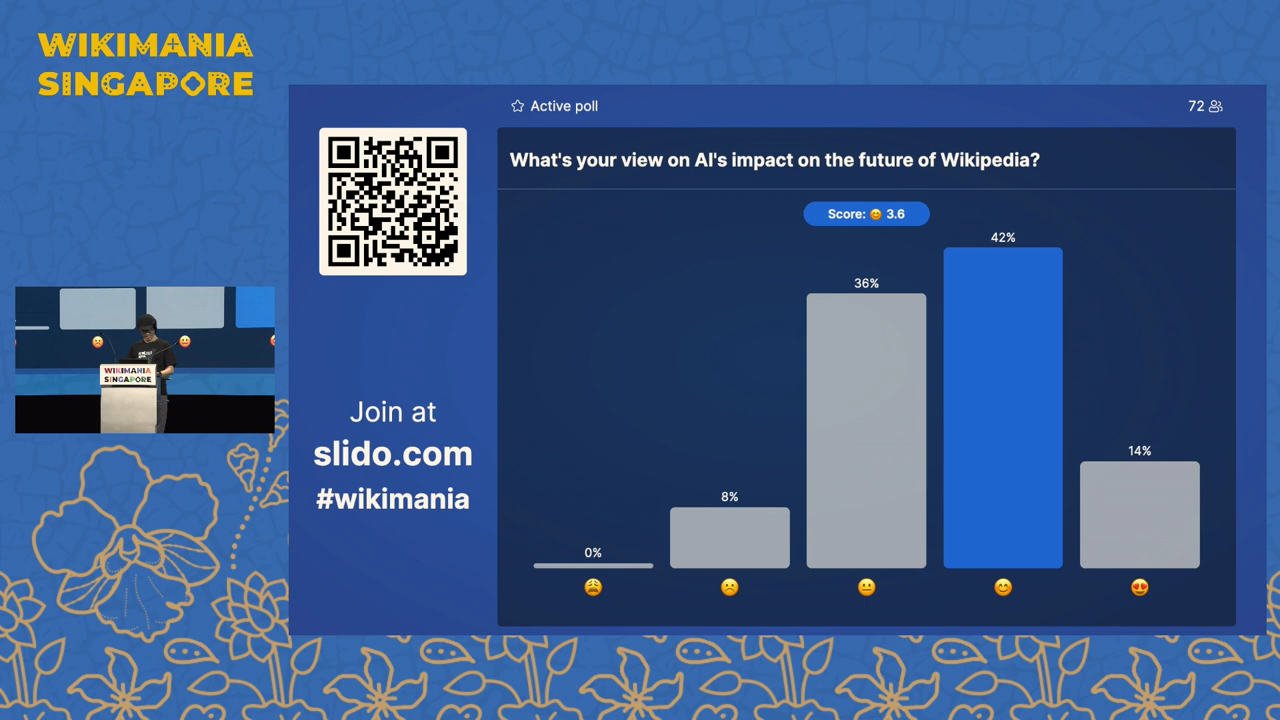 WIKIMANIA
SINGAPORE
Active poll
72
What's your view on AI's impact on the future of Wikipedia?
Score: 😊 3.6
0%
8%
36%
42%
14%
😩
☹️
😐
😊
😍
Join at
slido.com
#wikimania
WIKIMANIA
SINGAPORE